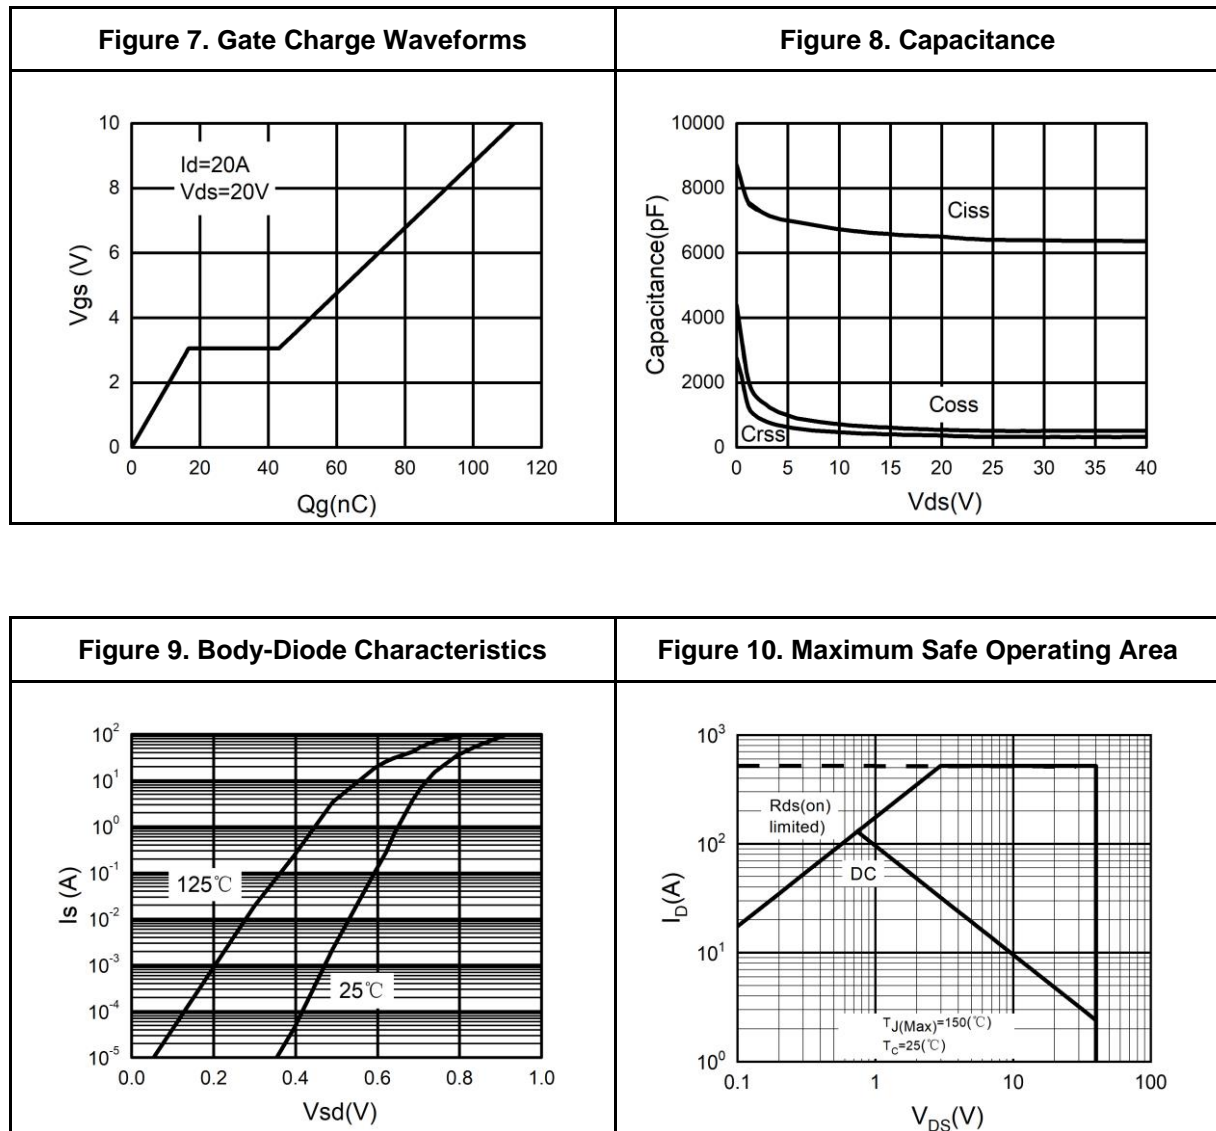 Figure 7. Gate Charge Waveforms
Figure 8. Capacitance
10
8
6
4
2
0
Vgs (V)
Id=20A
Vds=20V
0 20 40 60 80 100 120
Qg(nC)
10000
8000
6000
4000
2000
0
Capacitance(pF)
Ciss
Coss
Crss
0 5 10 15 20 25 30 35 40
Vds(V)
Figure 9. Body-Diode Characteristics
Figure 10. Maximum Safe Operating Area
10²
10¹
10⁰
10⁻¹
10⁻²
10⁻³
10⁻⁴
10⁻⁵
Is (A)
125℃
25℃
0.0 0.2 0.4 0.6 0.8 1.0
Vsd(V)
10³
10²
10¹
10⁰
I_D(A)
Rds(on)
limited)
DC
T_J(Max)=150(℃)
T_C=25(℃)
0.1 1 10 100
V_DS(V)